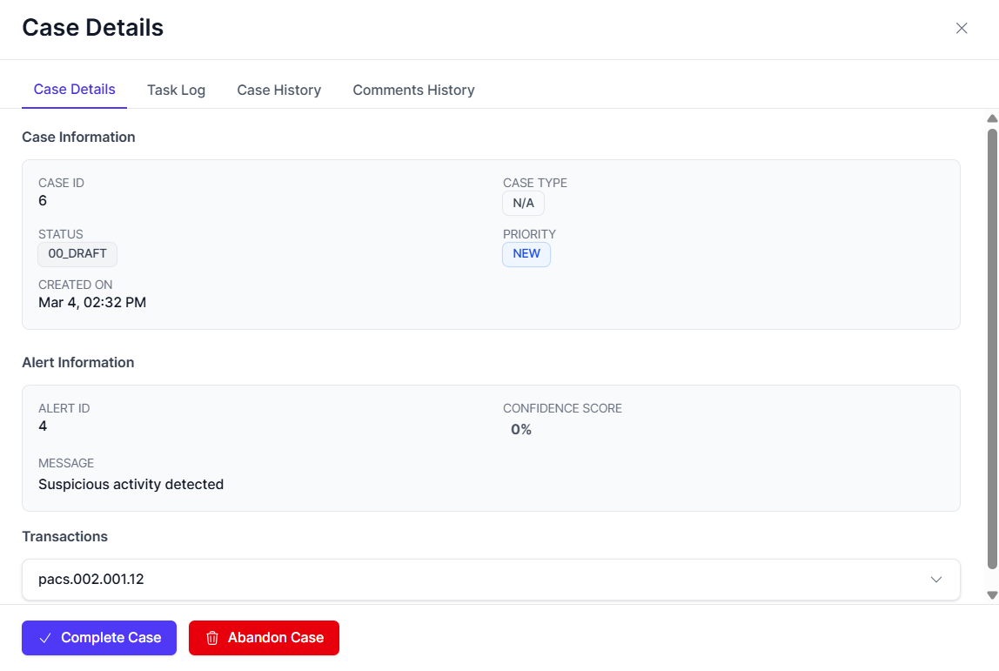 Case Details
Case Details Task Log Case History Comments History
Case Information
CASE ID CASE TYPE
6 N/A
STATUS PRIORITY
00_DRAFT NEW
CREATED ON
Mar 4, 02:32 PM
Alert Information
ALERT ID CONFIDENCE SCORE
4 0%
MESSAGE
Suspicious activity detected
Transactions
pacs.002.001.12
Complete Case Abandon Case